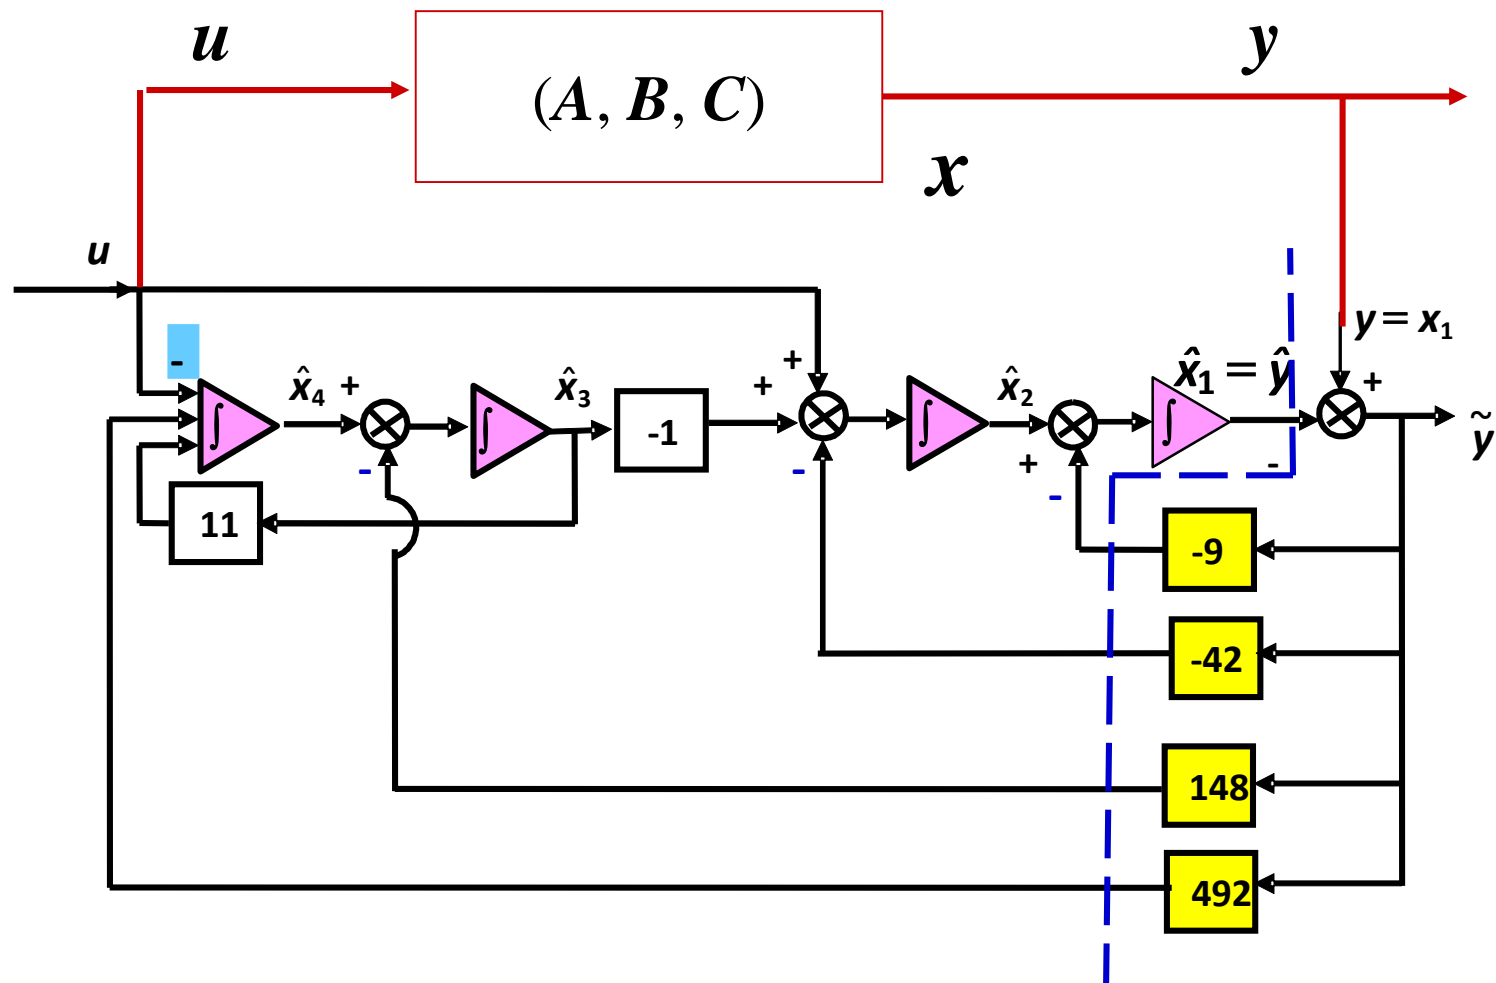 u
(A, B, C)
y
x
u
y = x₁
-
x̂₄ +
x̂₃
+
+
x̂₂
x̂₁ = ŷ
+
∫
∫
-1
∫
∫
ỹ
-
-
+
-
-
11
-9
-42
148
492